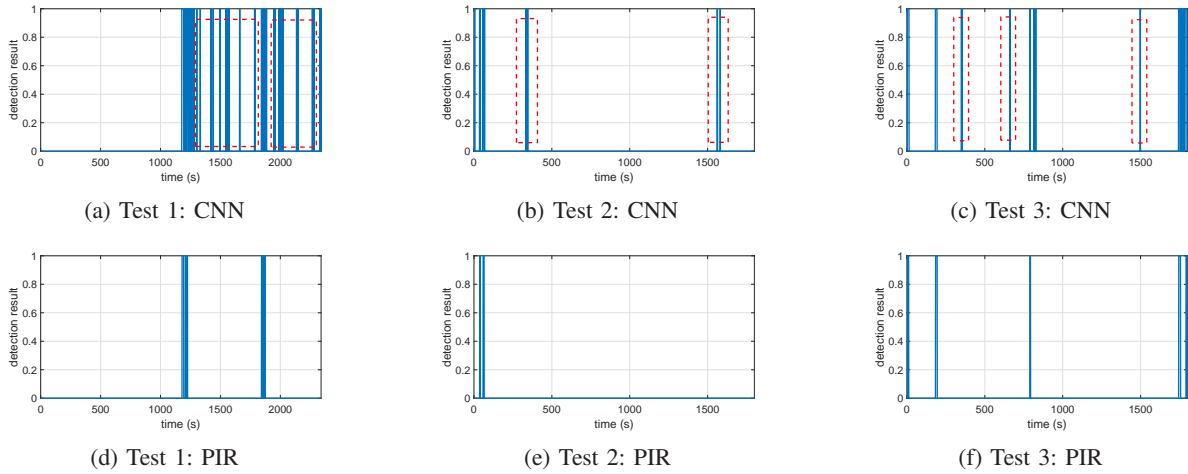 1
0.8
0.6
0.4
0.2
0
detection result
0 500 1000 1500 2000
time (s)
(a) Test 1: CNN
1
0.8
0.6
0.4
0.2
0
detection result
0 500 1000 1500
time (s)
(b) Test 2: CNN
1
0.8
0.6
0.4
0.2
0
detection result
0 500 1000 1500
time (s)
(c) Test 3: CNN
1
0.8
0.6
0.4
0.2
0
detection result
0 500 1000 1500 2000
time (s)
(d) Test 1: PIR
1
0.8
0.6
0.4
0.2
0
detection result
0 500 1000 1500
time (s)
(e) Test 2: PIR
1
0.8
0.6
0.4
0.2
0
detection result
0 500 1000 1500
time (s)
(f) Test 3: PIR